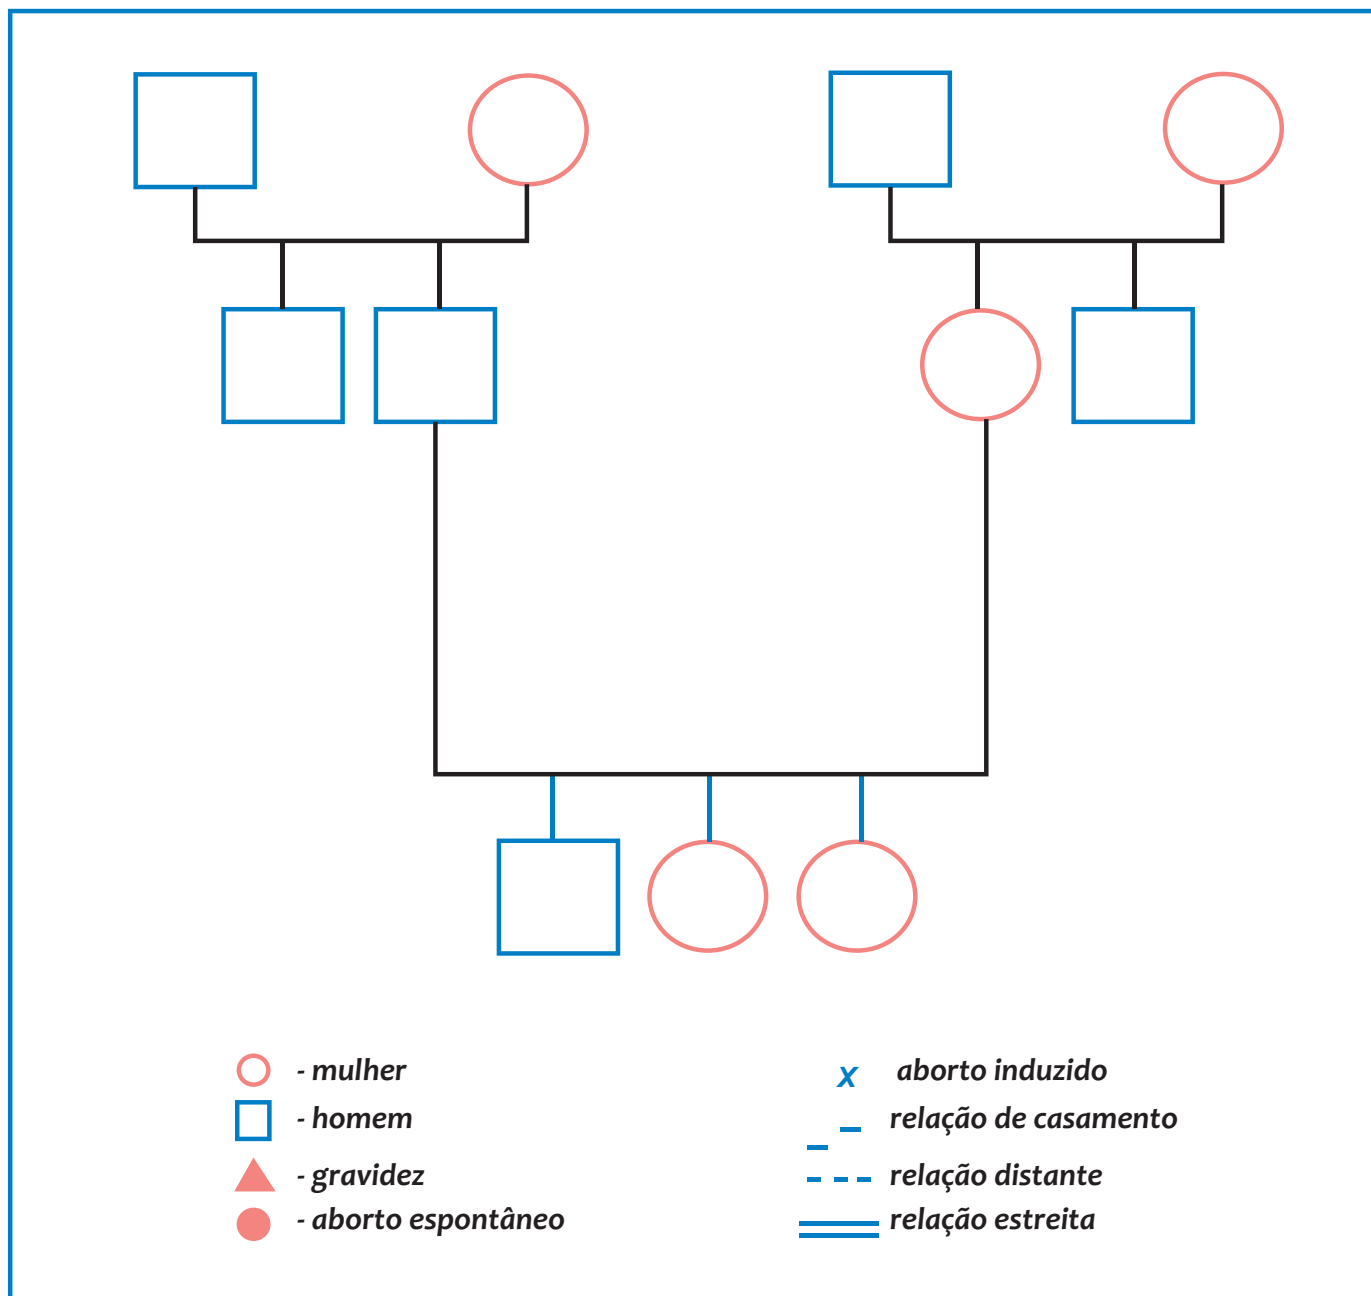 - mulher
- homem
- gravidez
- aborto espontâneo
x aborto induzido
relação de casamento
relação distante
relação estreita